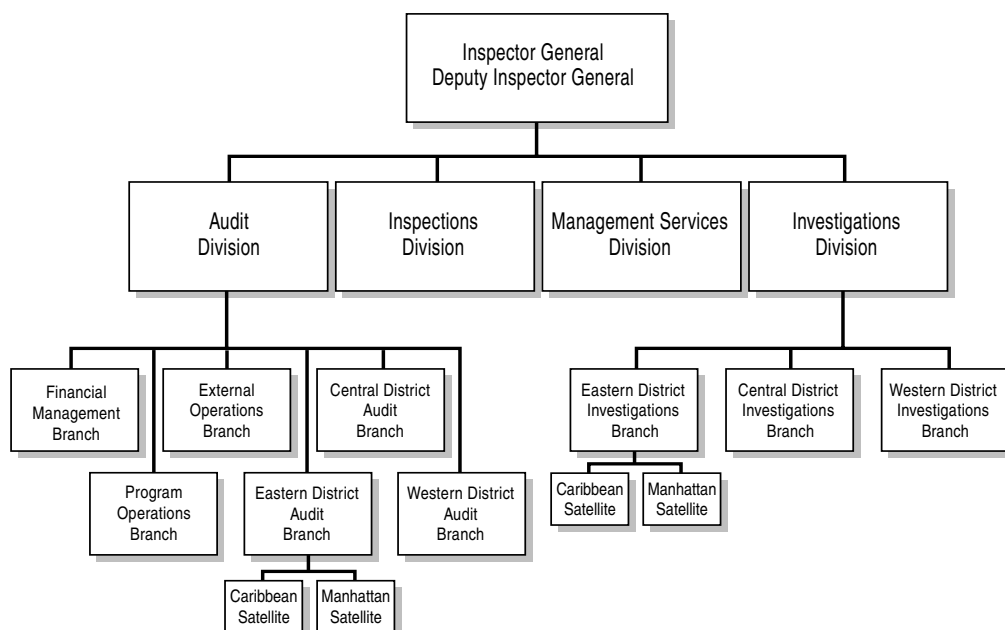 Inspector General
Deputy Inspector General
Audit
Division
Inspections
Division
Management Services
Division
Investigations
Division
Financial
Management
Branch
External
Operations
Branch
Central District
Audit
Branch
Eastern District
Investigations
Branch
Central District
Investigations
Branch
Western District
Investigations
Branch
Program
Operations
Branch
Eastern District
Audit
Branch
Western District
Audit
Branch
Caribbean
Satellite
Manhattan
Satellite
Caribbean
Satellite
Manhattan
Satellite